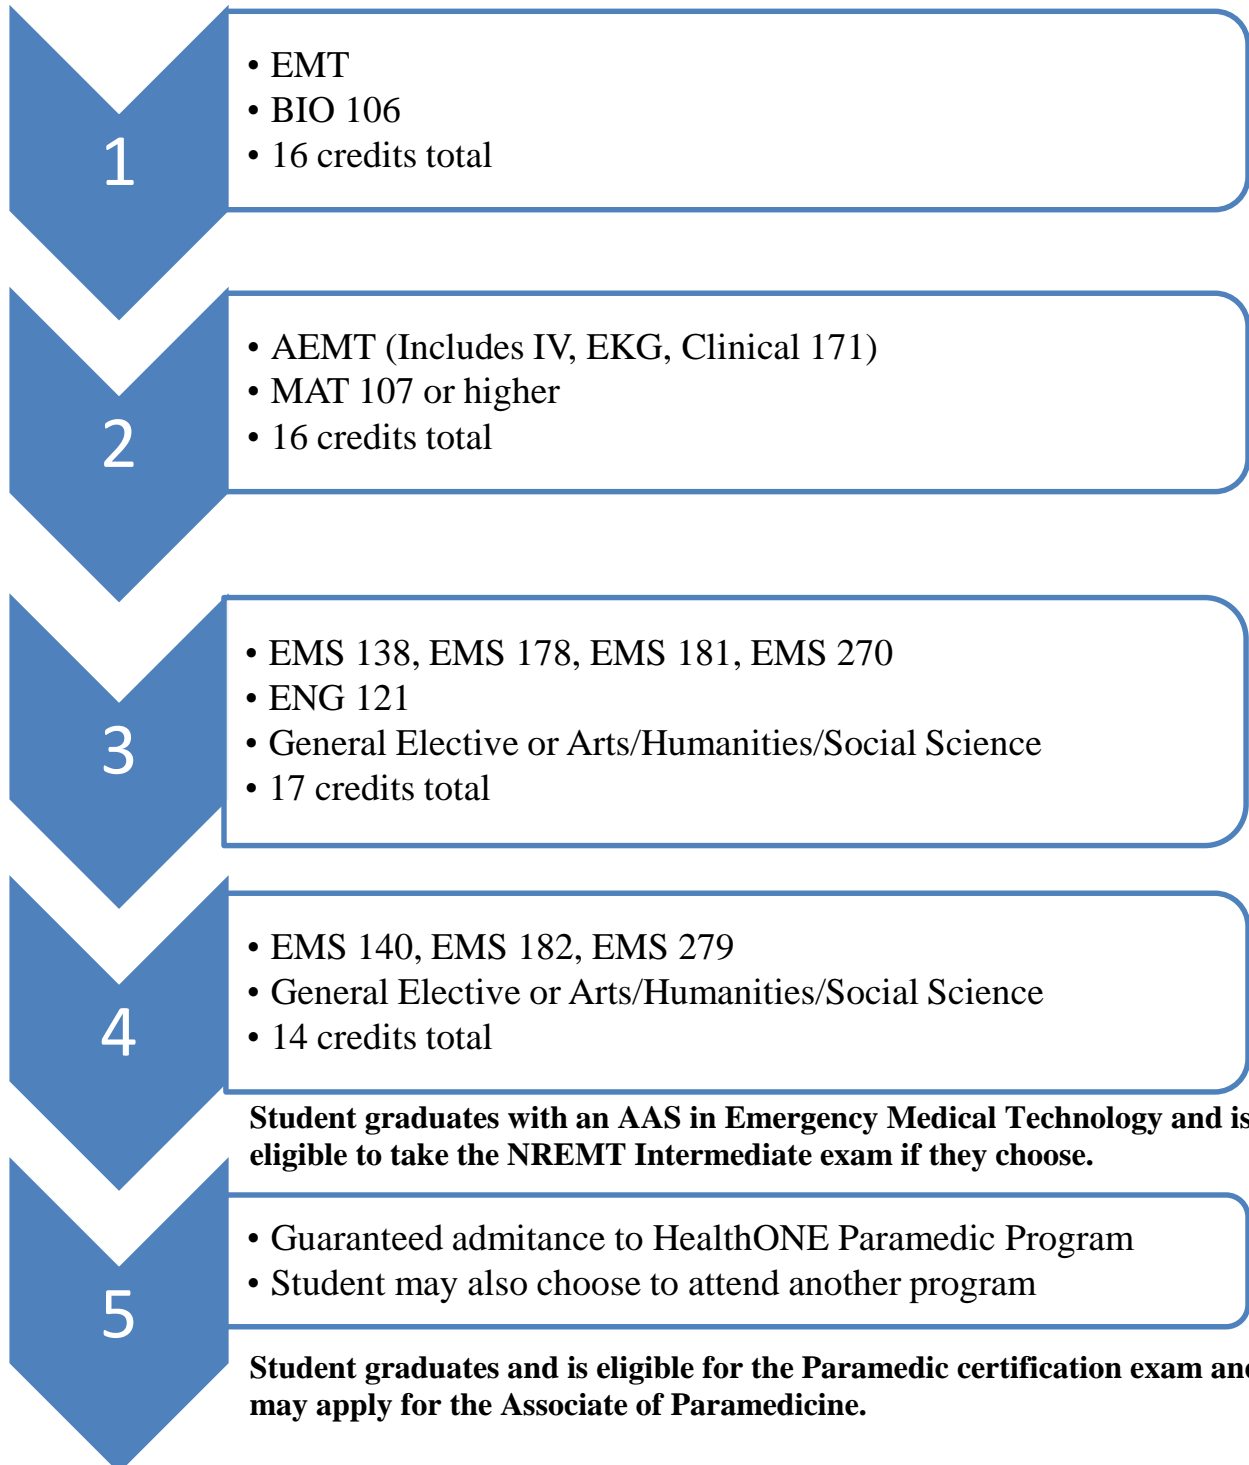 1
• EMT
• BIO 106
• 16 credits total
2
• AEMT (Includes IV, EKG, Clinical 171)
• MAT 107 or higher
• 16 credits total
3
• EMS 138, EMS 178, EMS 181, EMS 270
• ENG 121
• General Elective or Arts/Humanities/Social Science
• 17 credits total
4
• EMS 140, EMS 182, EMS 279
• General Elective or Arts/Humanities/Social Science
• 14 credits total
Student graduates with an AAS in Emergency Medical Technology and is
eligible to take the NREMT Intermediate exam if they choose.
5
• Guaranteed admitance to HealthONE Paramedic Program
• Student may also choose to attend another program
Student graduates and is eligible for the Paramedic certification exam and
may apply for the Associate of Paramedicine.